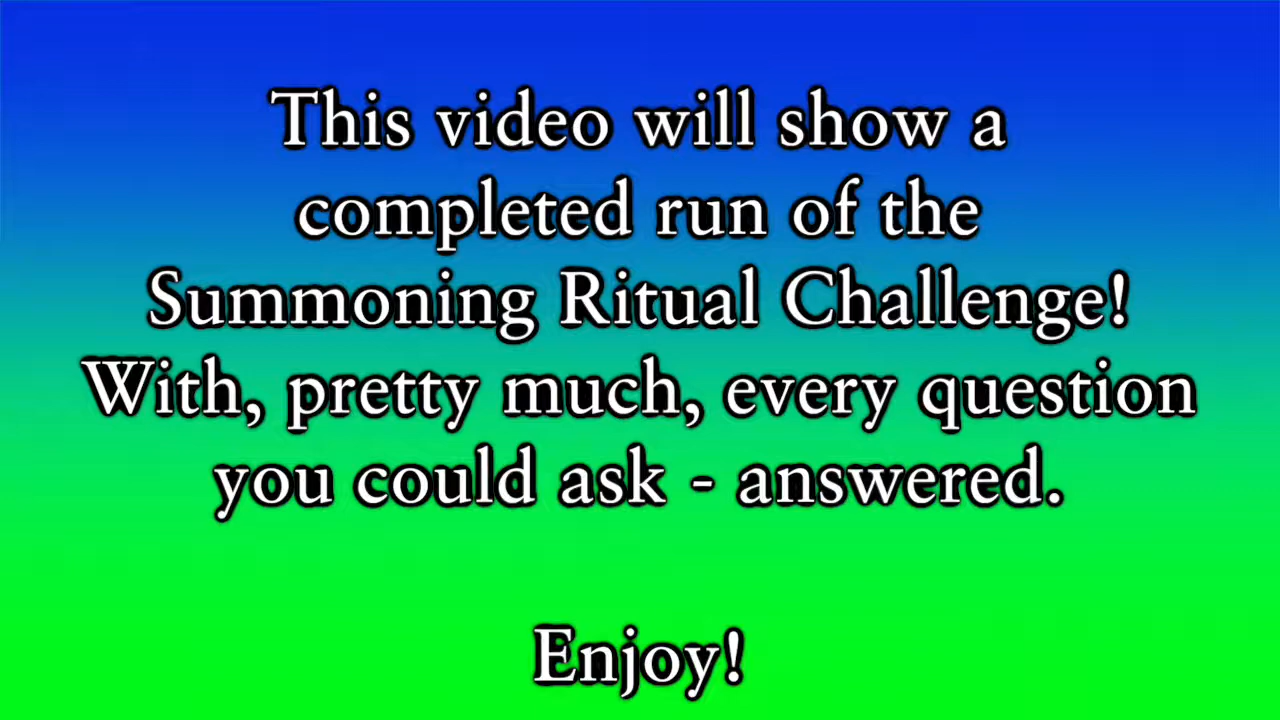 This video will show a
completed run of the
Summoning Ritual Challenge!
With, pretty much, every question
you could ask - answered.
Enjoy!